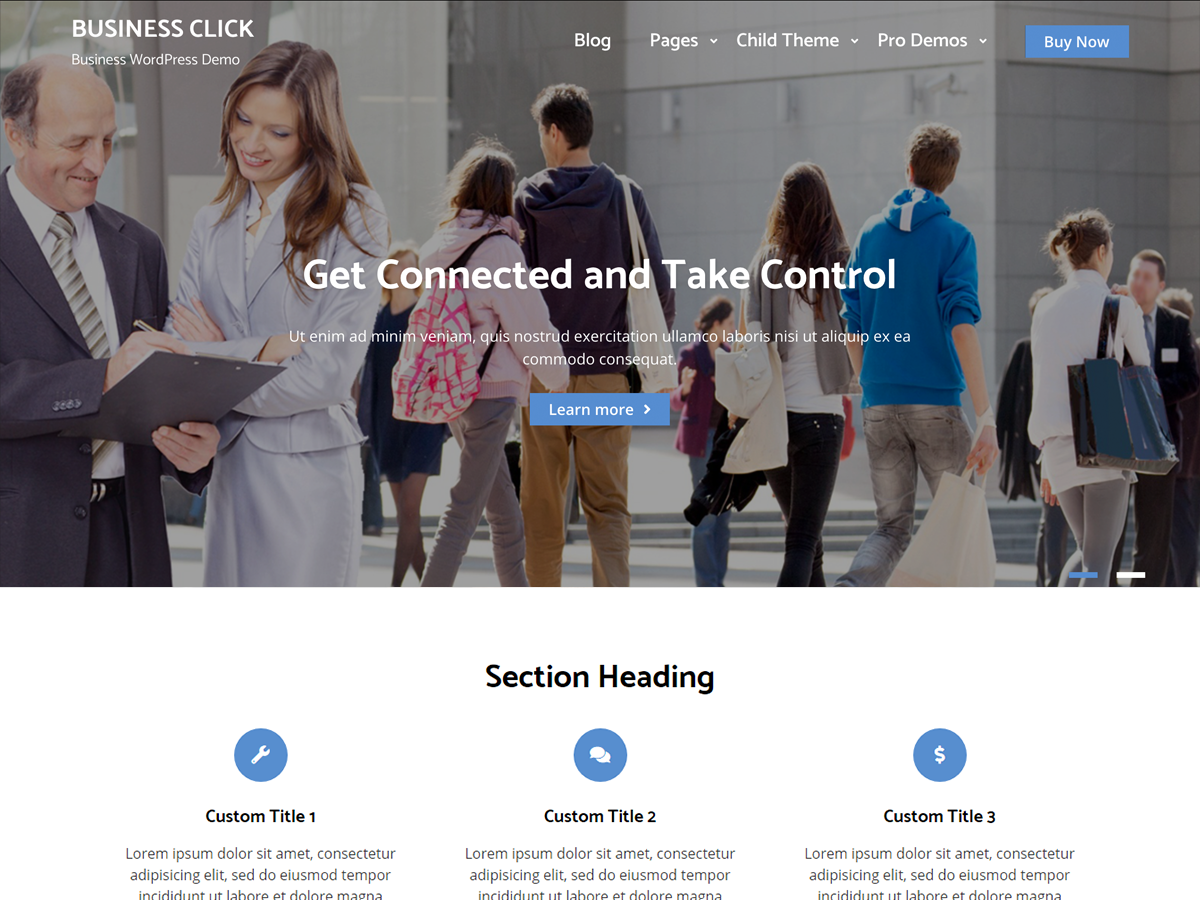 BUSINESS CLICK
Business WordPress Demo
Blog Pages Child Theme Pro Demos Buy Now
Get Connected and Take Control
Ut enim ad minim veniam, quis nostrud exercitation ullamco laboris nisi ut aliquip ex ea
commodo consequat.
Learn more
Section Heading
Custom Title 1
Lorem ipsum dolor sit amet, consectetur
adipisicing elit, sed do eiusmod tempor
incididunt ut labore et dolore magna
Custom Title 2
Lorem ipsum dolor sit amet, consectetur
adipisicing elit, sed do eiusmod tempor
incididunt ut labore et dolore magna
Custom Title 3
Lorem ipsum dolor sit amet, consectetur
adipisicing elit, sed do eiusmod tempor
incididunt ut labore et dolore magna